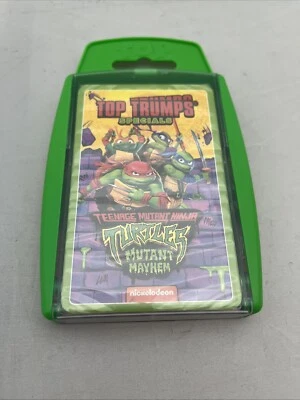 TOP TRUMPS
SPECIALS
TEENAGE MUTANT NINJA
TURTLES
MUTANT
MAYHEM
nickelodeon